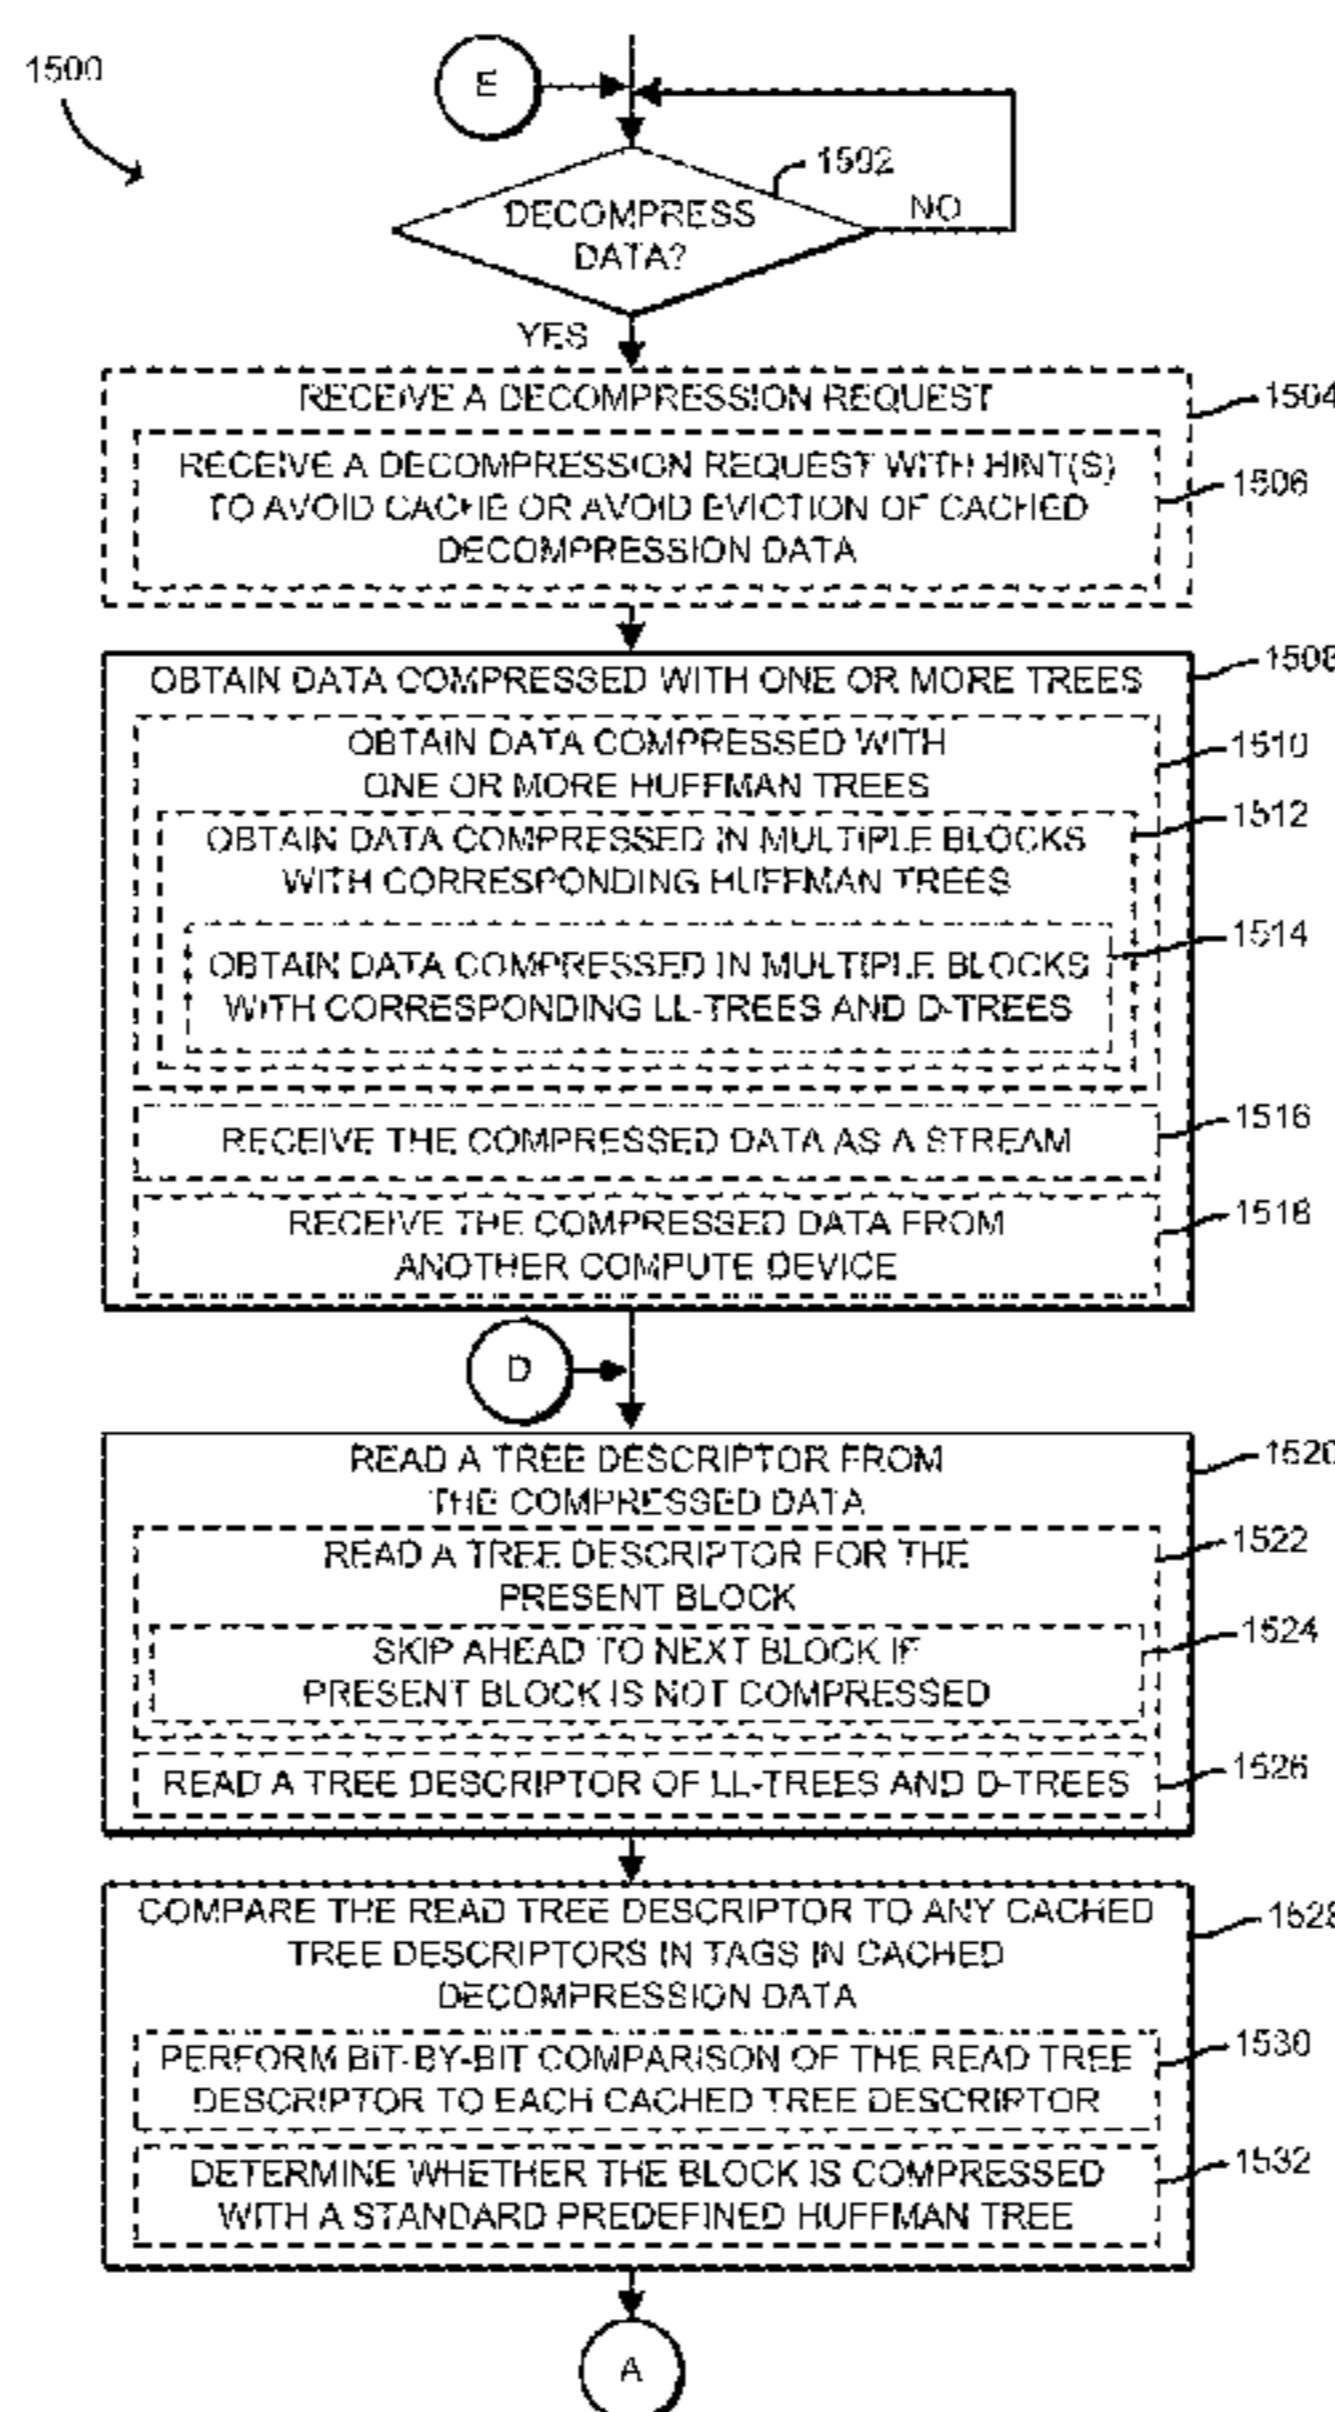 1500
E
1502
DECOMPRESS
DATA?
NO
YES
RECEIVE A DECOMPRESSION REQUEST
1504
RECEIVE A DECOMPRESSION REQUEST WITH HINT(S)
TO AVOID CACHE OR AVOID EVICTION OF CACHED
DECOMPRESSION DATA
1506
OBTAIN DATA COMPRESSED WITH ONE OR MORE TREES
1508
OBTAIN DATA COMPRESSED WITH
ONE OR MORE HUFFMAN TREES
1510
OBTAIN DATA COMPRESSED IN MULTIPLE BLOCKS
WITH CORRESPONDING HUFFMAN TREES
1512
OBTAIN DATA COMPRESSED IN MULTIPLE BLOCKS
WITH CORRESPONDING LL-TREES AND D-TREES
1514
RECEIVE THE COMPRESSED DATA AS A STREAM
1516
RECEIVE THE COMPRESSED DATA FROM
ANOTHER COMPUTE DEVICE
1518
D
READ A TREE DESCRIPTOR FROM
THE COMPRESSED DATA
1520
READ A TREE DESCRIPTOR FOR THE
PRESENT BLOCK
1522
SKIP AHEAD TO NEXT BLOCK IF
PRESENT BLOCK IS NOT COMPRESSED
1524
READ A TREE DESCRIPTOR OF LL-TREES AND D-TREES
1526
COMPARE THE READ TREE DESCRIPTOR TO ANY CACHED
TREE DESCRIPTORS IN TAGS IN CACHED
DECOMPRESSION DATA
1528
PERFORM BIT-BY-BIT COMPARISON OF THE READ TREE
DESCRIPTOR TO EACH CACHED TREE DESCRIPTOR
1530
DETERMINE WHETHER THE BLOCK IS COMPRESSED
WITH A STANDARD PREDEFINED HUFFMAN TREE
1532
A